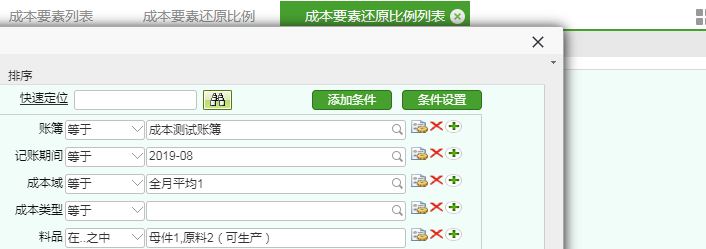 成本要素列表 成本要素还原比例 成本要素还原比例列表
排序
快速定位 添加条件 条件设置
账簿 等于 成本测试账簿
记账期间 等于 2019-08
成本域 等于 全月平均1
成本类型 等于
料品 在..之中 母件1,原料2（可生产）